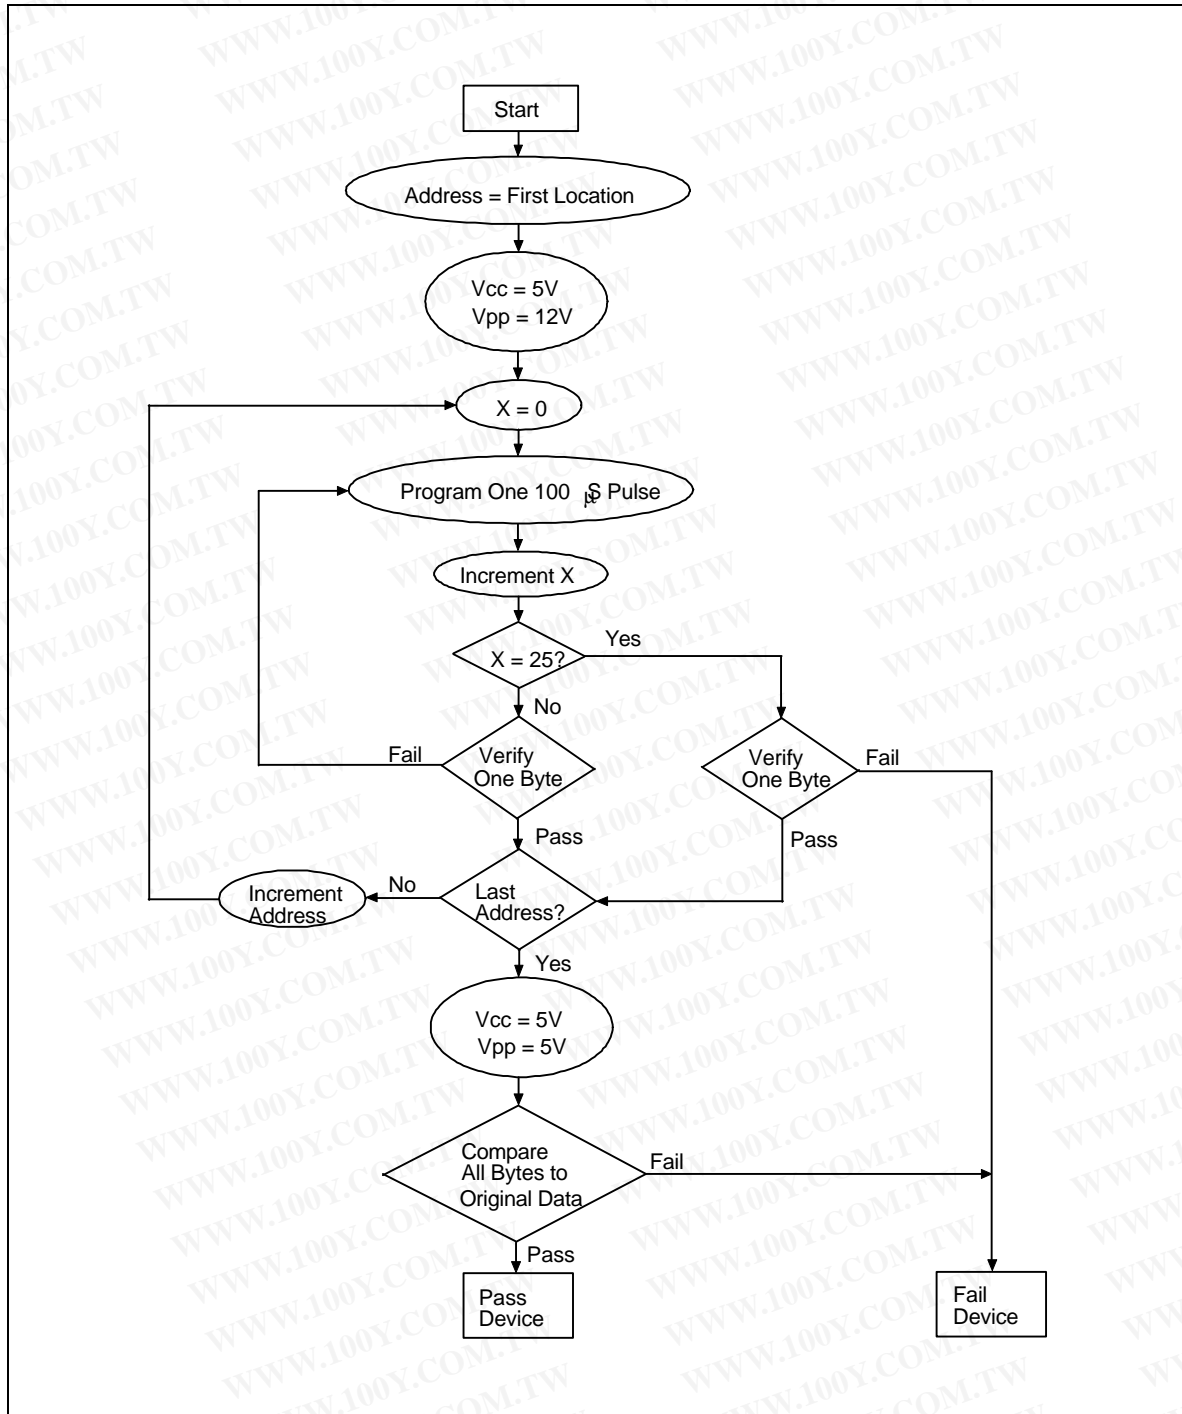 WWW.100Y.COM.TW
Start
Address = First Location
Vcc = 5V
Vpp = 12V
X = 0
Program One 100 µS Pulse
Increment X
X = 25?
Yes
No
Fail
Verify
One Byte
Verify
One Byte
Fail
Pass
Pass
Increment
Address
No
Last
Address?
Yes
Vcc = 5V
Vpp = 5V
Compare
All Bytes to
Original Data
Fail
Pass
Pass
Device
Fail
Device